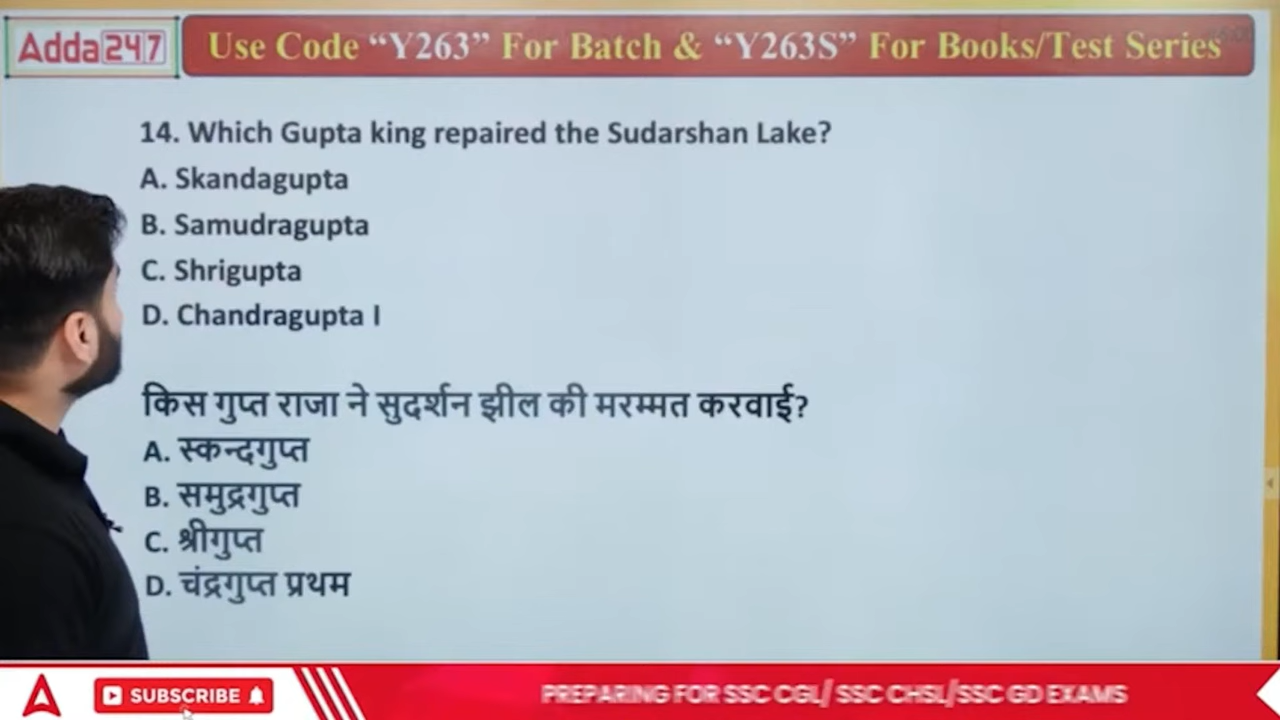 Adda247
Use Code “Y263” For Batch & “Y263S” For Books/Test Series
14. Which Gupta king repaired the Sudarshan Lake?
A. Skandagupta
B. Samudragupta
C. Shrigupta
D. Chandragupta I
किस गुप्त राजा ने सुदर्शन झील की मरम्मत करवाई?
A. स्कन्दगुप्त
B. समुद्रगुप्त
C. श्रीगुप्त
D. चंद्रगुप्त प्रथम
SUBSCRIBE
PREPARING FOR SSC CGL/ SSC CHSL/SSC GD EXAMS